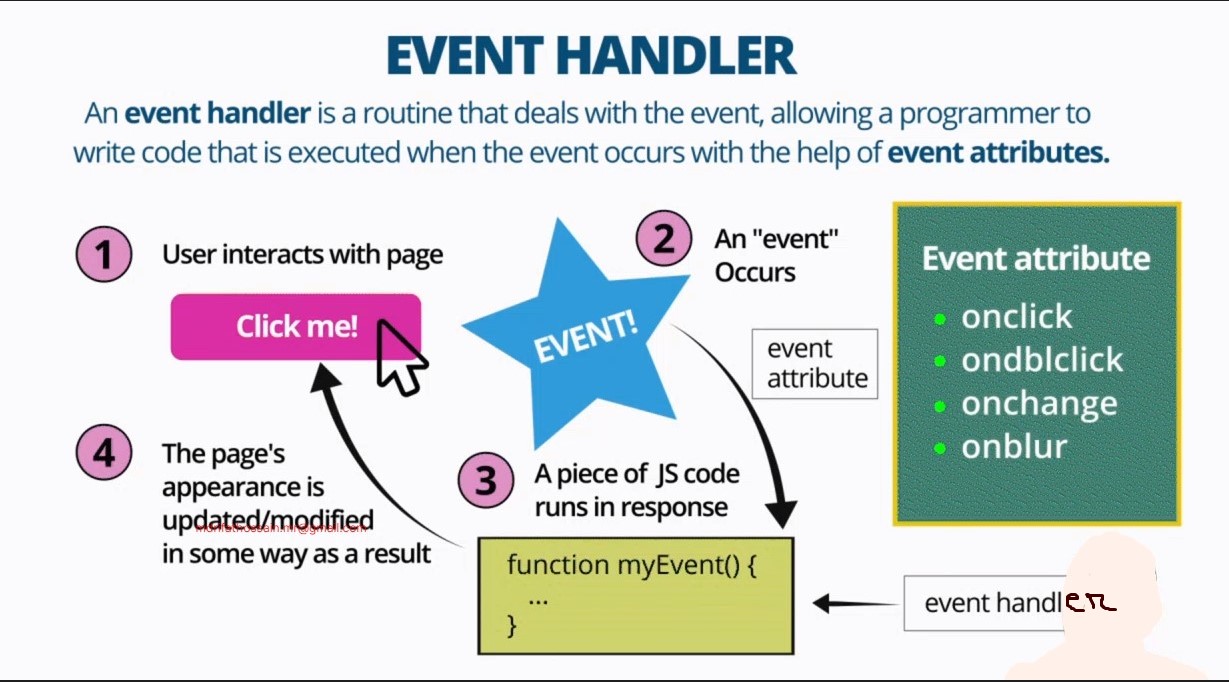 EVENT HANDLER
An event handler is a routine that deals with the event, allowing a programmer to
write code that is executed when the event occurs with the help of event attributes.
1
User interacts with page
Click me!
EVENT!
2
An "event"
Occurs
event
attribute
Event attribute
• onclick
• ondblclick
• onchange
• onblur
4
The page's
appearance is
updated/modified
in some way as a result
3
A piece of JS code
runs in response
function myEvent() {
...
}
event handler